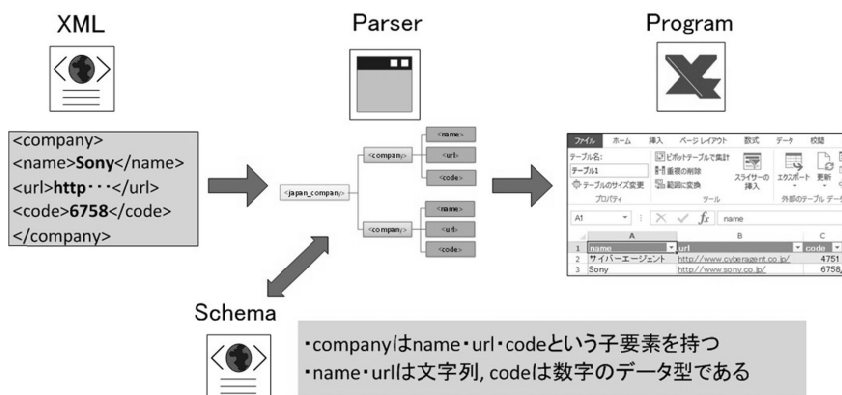 XML
Parser
Program
<company>
<name>Sony</name>
<url>http・・・</url>
<code>6758</code>
</company>
<japan_company>
<company>
<name>
<url>
<code>
<company>
<name>
<url>
<code>
ファイル ホーム 挿入 ページ レイアウト 数式 データ 校閲
テーブル名:
テーブル1
テーブルのサイズ変更
プロパティ
ピボットテーブルで集計
重複の削除
範囲に変換
スライサーの
挿入
ツール
エクスポート 更新
外部のテーブル デー
A1 fx name
A B C
1 name url code
2 サイバーエージェント http://www.cyberagent.co.jp/ 4751
3 Sony http://www.sony.co.jp/ 6758
Schema
・companyはname・url・codeという子要素を持つ
・name・urlは文字列, codeは数字のデータ型である